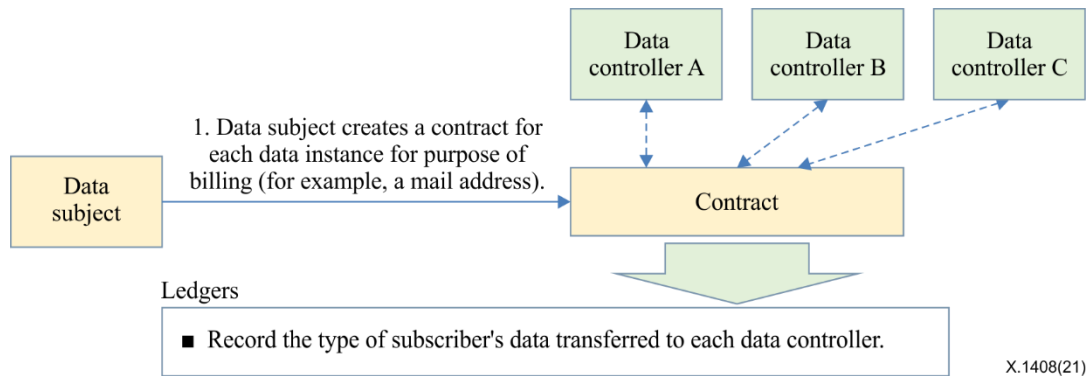 Data
controller A
Data
controller B
Data
controller C
1. Data subject creates a contract for
each data instance for purpose of
billing (for example, a mail address).
Data
subject
Contract
Ledgers
■ Record the type of subscriber's data transferred to each data controller.
X.1408(21)